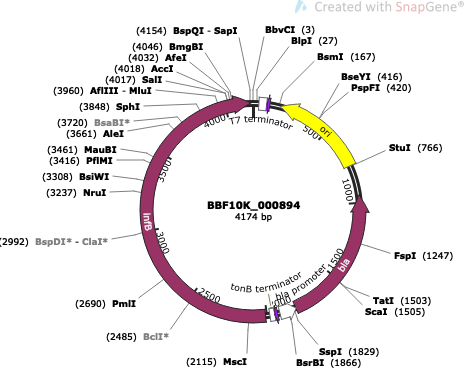 Created with SnapGene®
(4154) BspQI - SapI
BbvCI (3)
BlpI (27)
(4046) BmgBI
(4032) AfeI
(4018) AccI
(4017) SalI
(3960) AflIII - MluI
(3848) SphI
(3720) BsaBI*
(3661) AleI
(3461) MauBI
(3416) PflMI
(3308) BsiWI
(3237) NruI
(2992) BspDI* - ClaI*
(2690) PmlI
(2485) BclI*
(2115) MscI
BsmI (167)
BseYI (416)
PspFI (420)
StuI (766)
FspI (1247)
TatI (1503)
ScaI (1505)
SspI (1829)
BsrBI (1866)
T7 terminator
ori
500
1000
1500
2500
3000
3500
4000
infB
bla
BBF10K_000894
4174 bp
tonB terminator
bla promoter